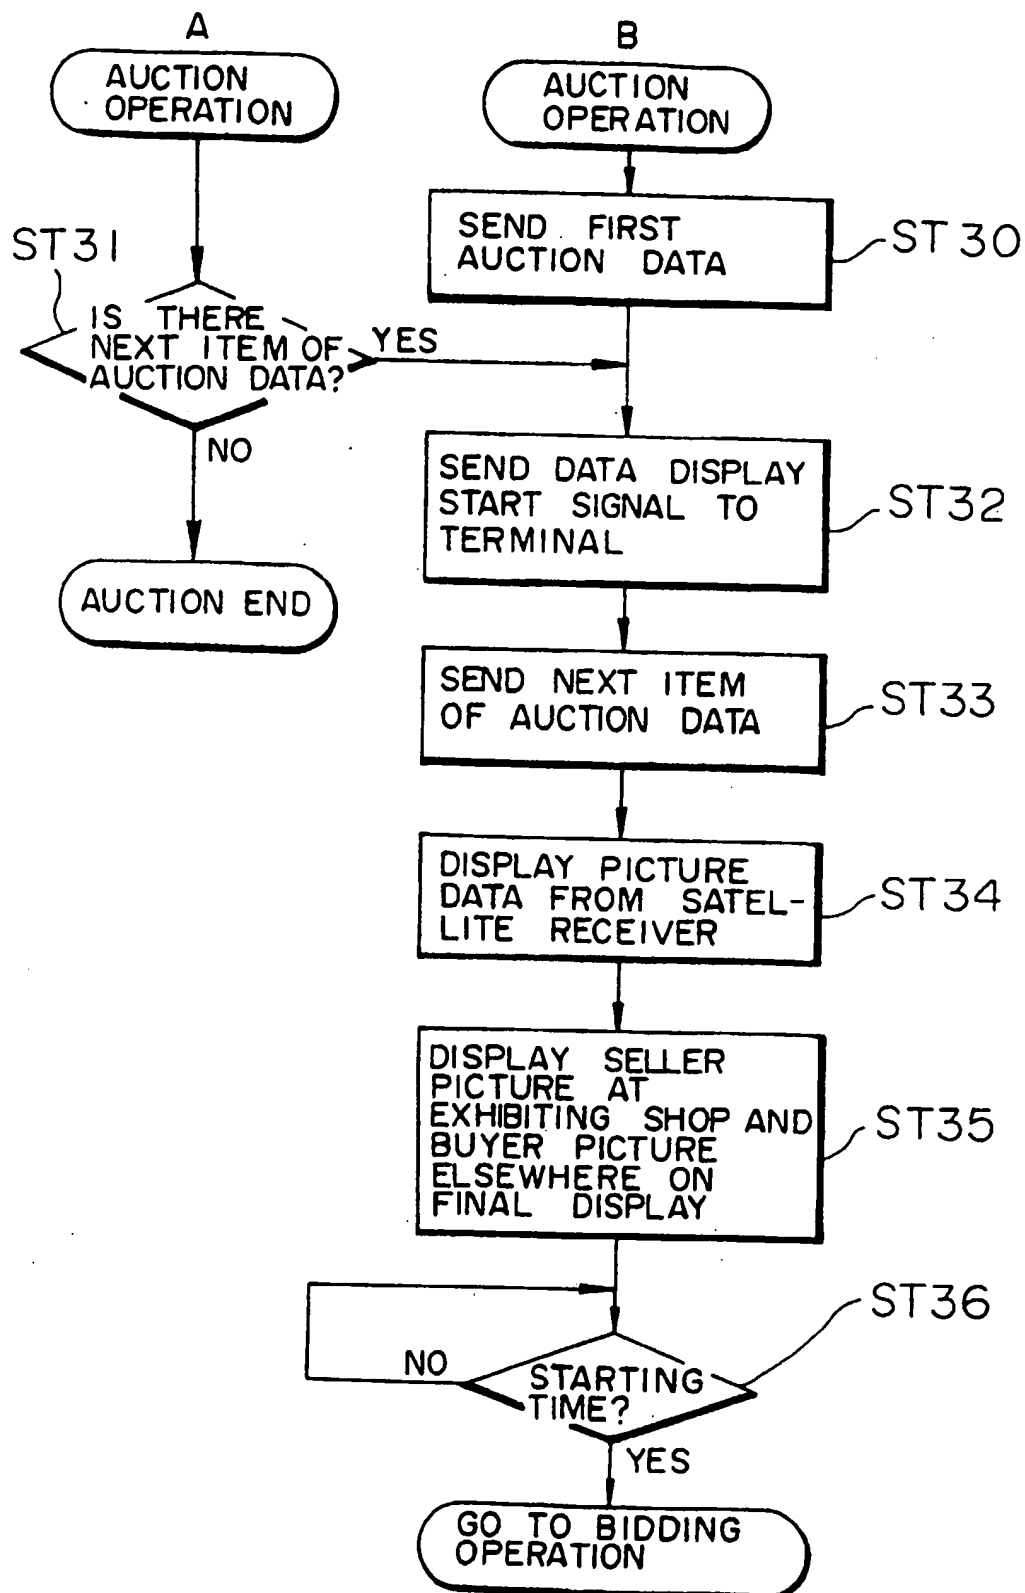 A
AUCTION
OPERATION
ST31
IS THERE
NEXT ITEM OF
AUCTION DATA?
YES
NO
AUCTION END
B
AUCTION
OPERATION
SEND FIRST
AUCTION DATA
ST30
SEND DATA DISPLAY
START SIGNAL TO
TERMINAL
ST32
SEND NEXT ITEM
OF AUCTION DATA
ST33
DISPLAY PICTURE
DATA FROM SATEL-
LITE RECEIVER
ST34
DISPLAY SELLER
PICTURE AT
EXHIBITING SHOP AND
BUYER PICTURE
ELSEWHERE ON
FINAL DISPLAY
ST35
ST36
NO
STARTING
TIME?
YES
GO TO BIDDING
OPERATION